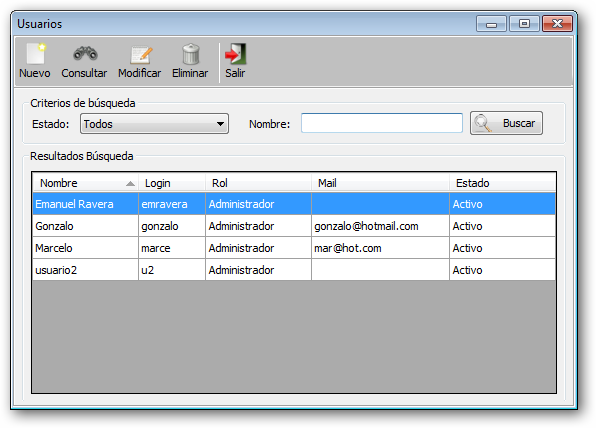 Usuarios
Nuevo Consultar Modificar Eliminar Salir
Criterios de búsqueda
Estado: Todos Nombre: Buscar
Resultados Búsqueda
Nombre Login Rol Mail Estado
Emanuel Ravera emravera Administrador Activo
Gonzalo gonzalo Administrador gonzalo@hotmail.com Activo
Marcelo marce Administrador mar@hot.com Activo
usuario2 u2 Administrador Activo